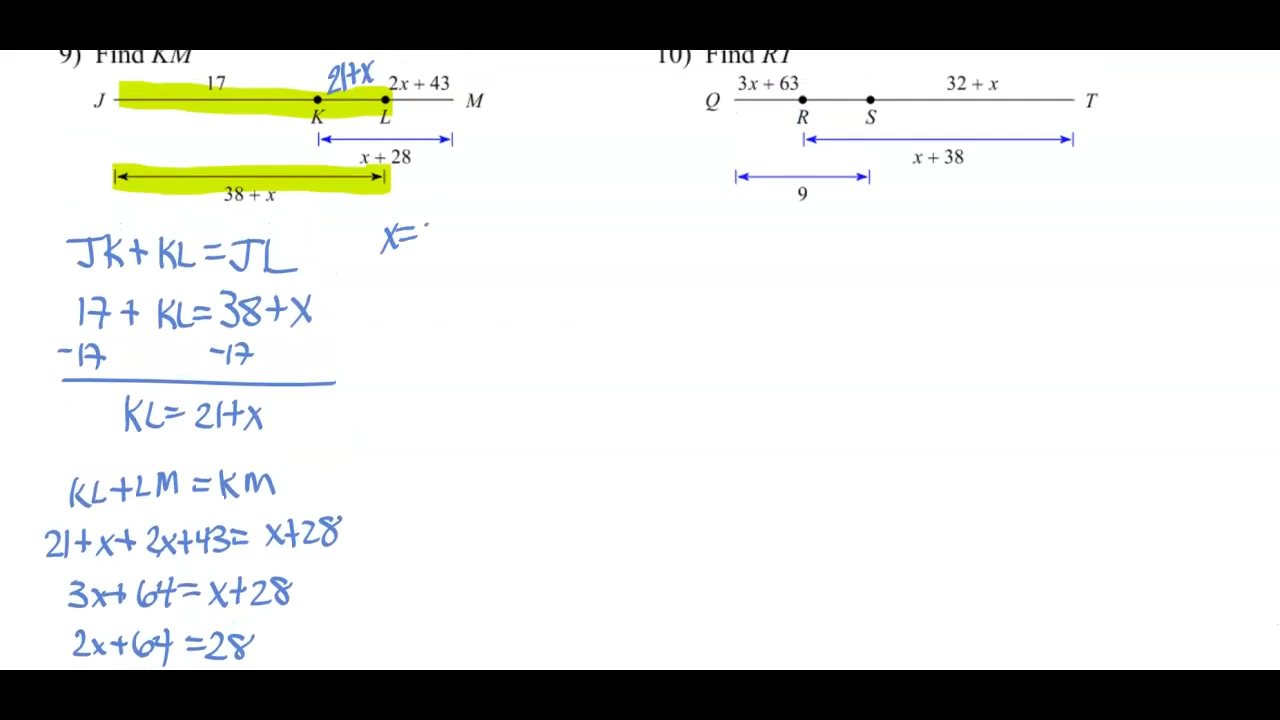 9) Find KM
17
21+x
2x + 43
J
K
L
M
x + 28
38 + x
JK+KL=JL
17+ KL=38+x
-17 -17
KL=21+x
KL+LM=KM
21+x+2x+43=x+28
3x+64=x+28
2x+64=28
x=
10) Find RT
3x + 63
32 + x
Q
R
S
T
x + 38
9